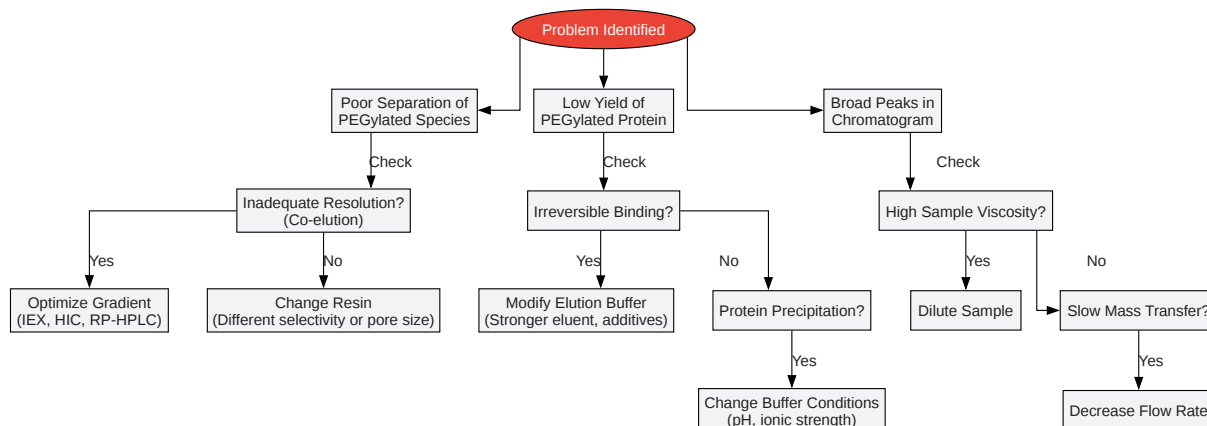 Problem Identified
Poor Separation of
PEGylated Species
Low Yield of
PEGylated Protein
Broad Peaks in
Chromatogram
Check
Check
Check
Inadequate Resolution?
(Co-elution)
Irreversible Binding?
High Sample Viscosity?
Yes
No
Yes
No
Yes
No
Optimize Gradient
(IEX, HIC, RP-HPLC)
Change Resin
(Different selectivity or pore size)
Modify Elution Buffer
(Stronger eluent, additives)
Protein Precipitation?
Dilute Sample
Slow Mass Transfer?
Yes
Yes
Change Buffer Conditions
(pH, ionic strength)
Decrease Flow Rate